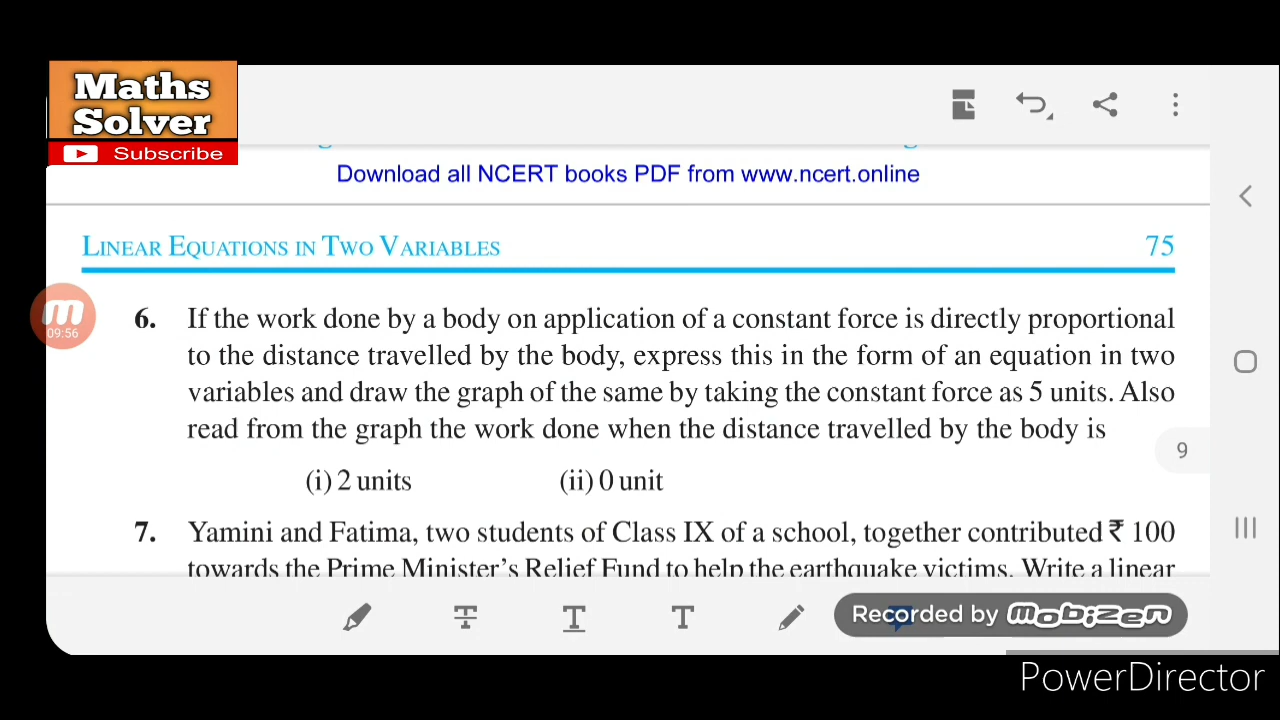 Maths
Solver
Subscribe
Download all NCERT books PDF from www.ncert.online
LINEAR EQUATIONS IN TWO VARIABLES 75
6. If the work done by a body on application of a constant force is directly proportional
to the distance travelled by the body, express this in the form of an equation in two
variables and draw the graph of the same by taking the constant force as 5 units. Also
read from the graph the work done when the distance travelled by the body is
(i) 2 units (ii) 0 unit
7. Yamini and Fatima, two students of Class IX of a school, together contributed ₹ 100
towards the Prime Minister's Relief Fund to help the earthquake victims. Write a linear
09:56
9
T T T
Recorded by mobizen
PowerDirector